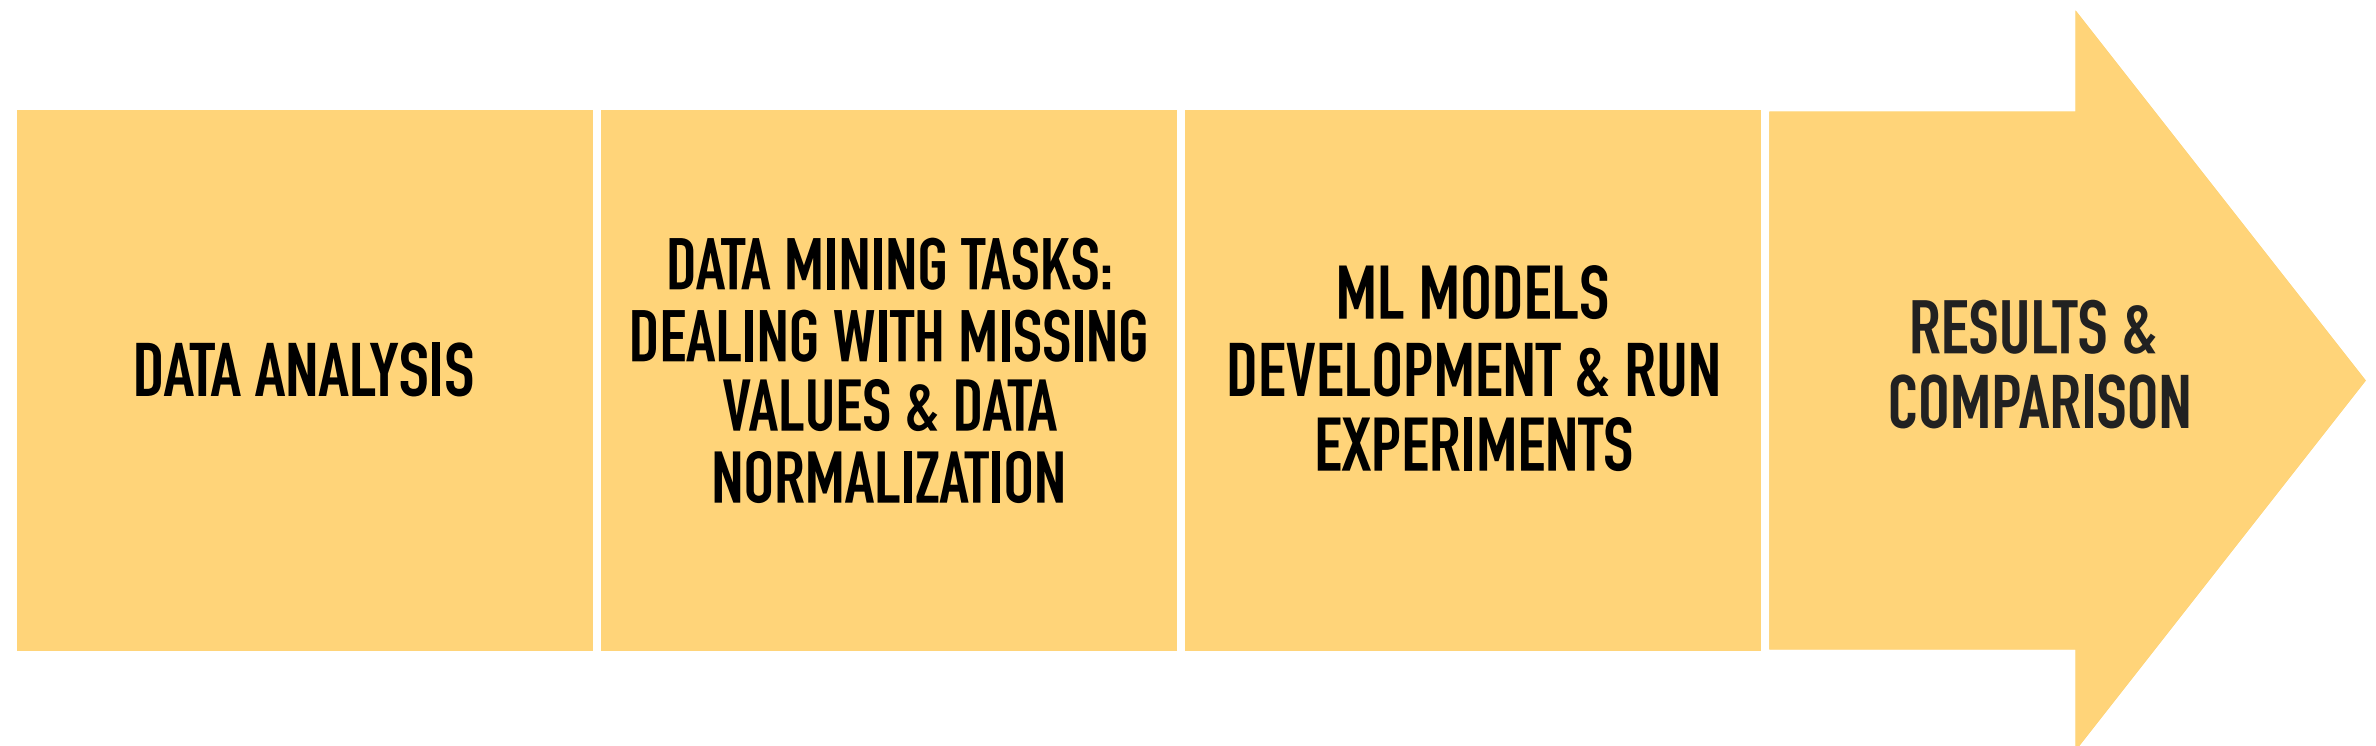 DATA ANALYSIS
DATA MINING TASKS:
DEALING WITH MISSING
VALUES & DATA
NORMALIZATION
ML MODELS
DEVELOPMENT & RUN
EXPERIMENTS
RESULTS &
COMPARISON